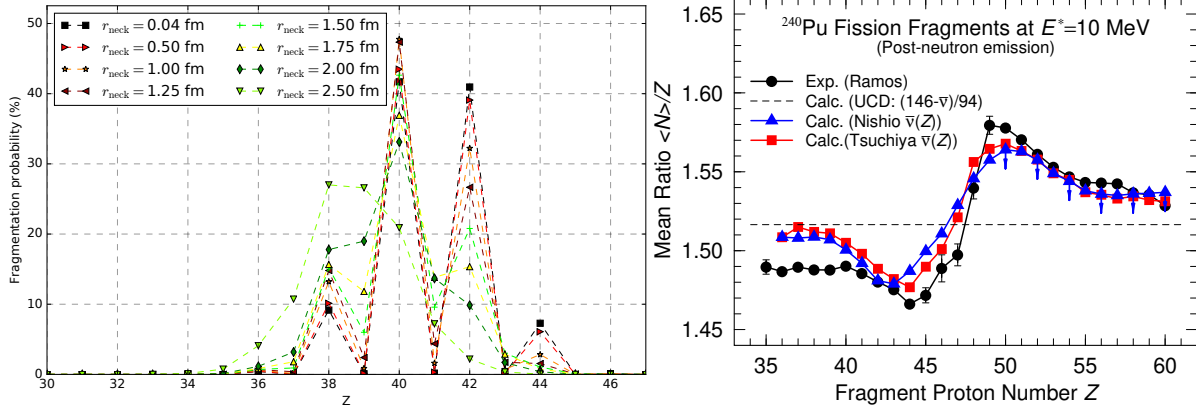 Fragmentation probability (%)
50
40
30
20
10
0
r_neck = 0.04 fm
r_neck = 0.50 fm
r_neck = 1.00 fm
r_neck = 1.25 fm
r_neck = 1.50 fm
r_neck = 1.75 fm
r_neck = 2.00 fm
r_neck = 2.50 fm
30 32 34 36 38 40 42 44 46
Z
Mean Ratio <N>/Z
1.65
1.60
1.55
1.50
1.45
²⁴⁰Pu Fission Fragments at E*=10 MeV
(Post-neutron emission)
Exp. (Ramos)
Calc. (UCD: (146-ν̅)/94)
Calc. (Nishio ν̅(Z))
Calc.(Tsuchiya ν̅(Z))
35 40 45 50 55 60
Fragment Proton Number Z